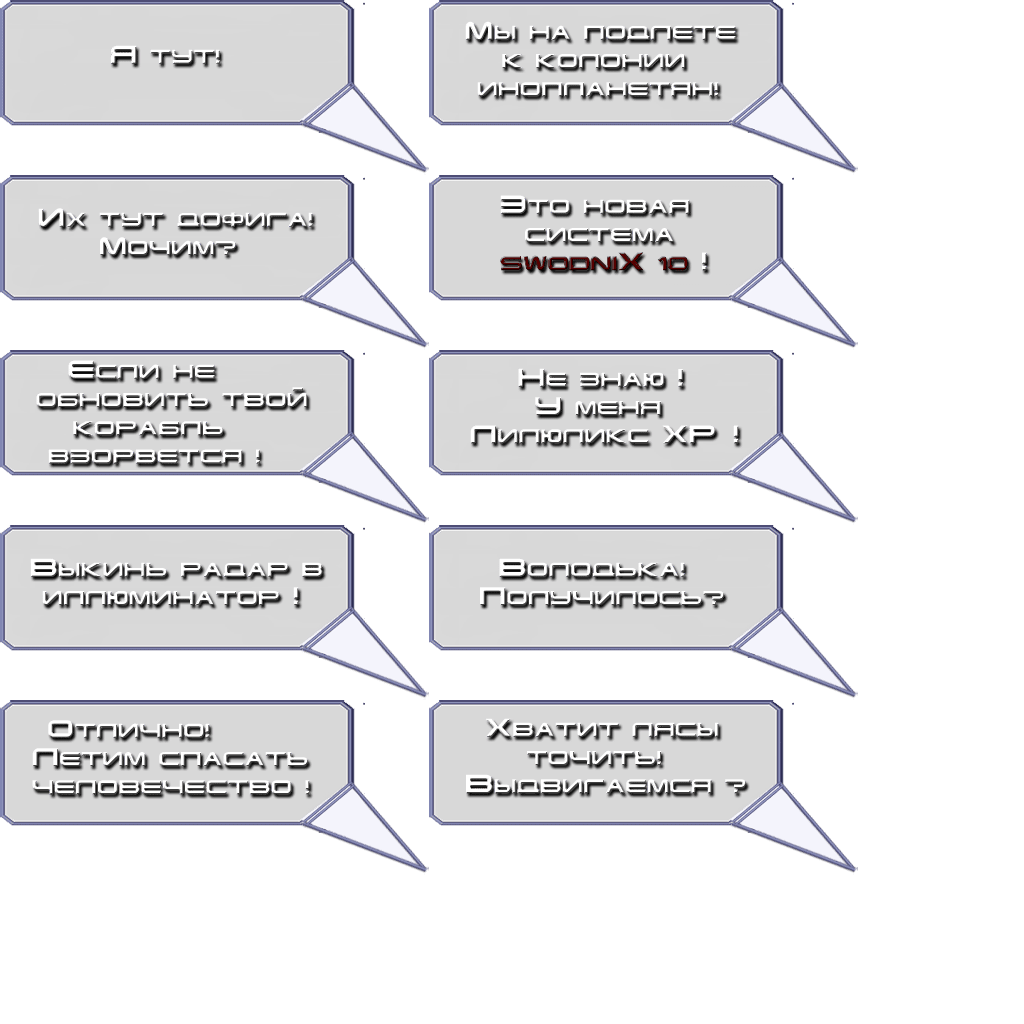 Я тут!
Мы на подлете
к колонии
инопланетян!
Их тут дофига!
Мочим?
Это новая
система
swodniX 10 !
Если не
обновить твой
корабль
взорвется !
Не знаю !
У меня
Пилюликс XP !
Выкинь радар в
иллюминатор !
Володька!
Получилось?
Отлично!
Летим спасать
человечество !
Хватит лясы
точить!
Выдвигаемся ?